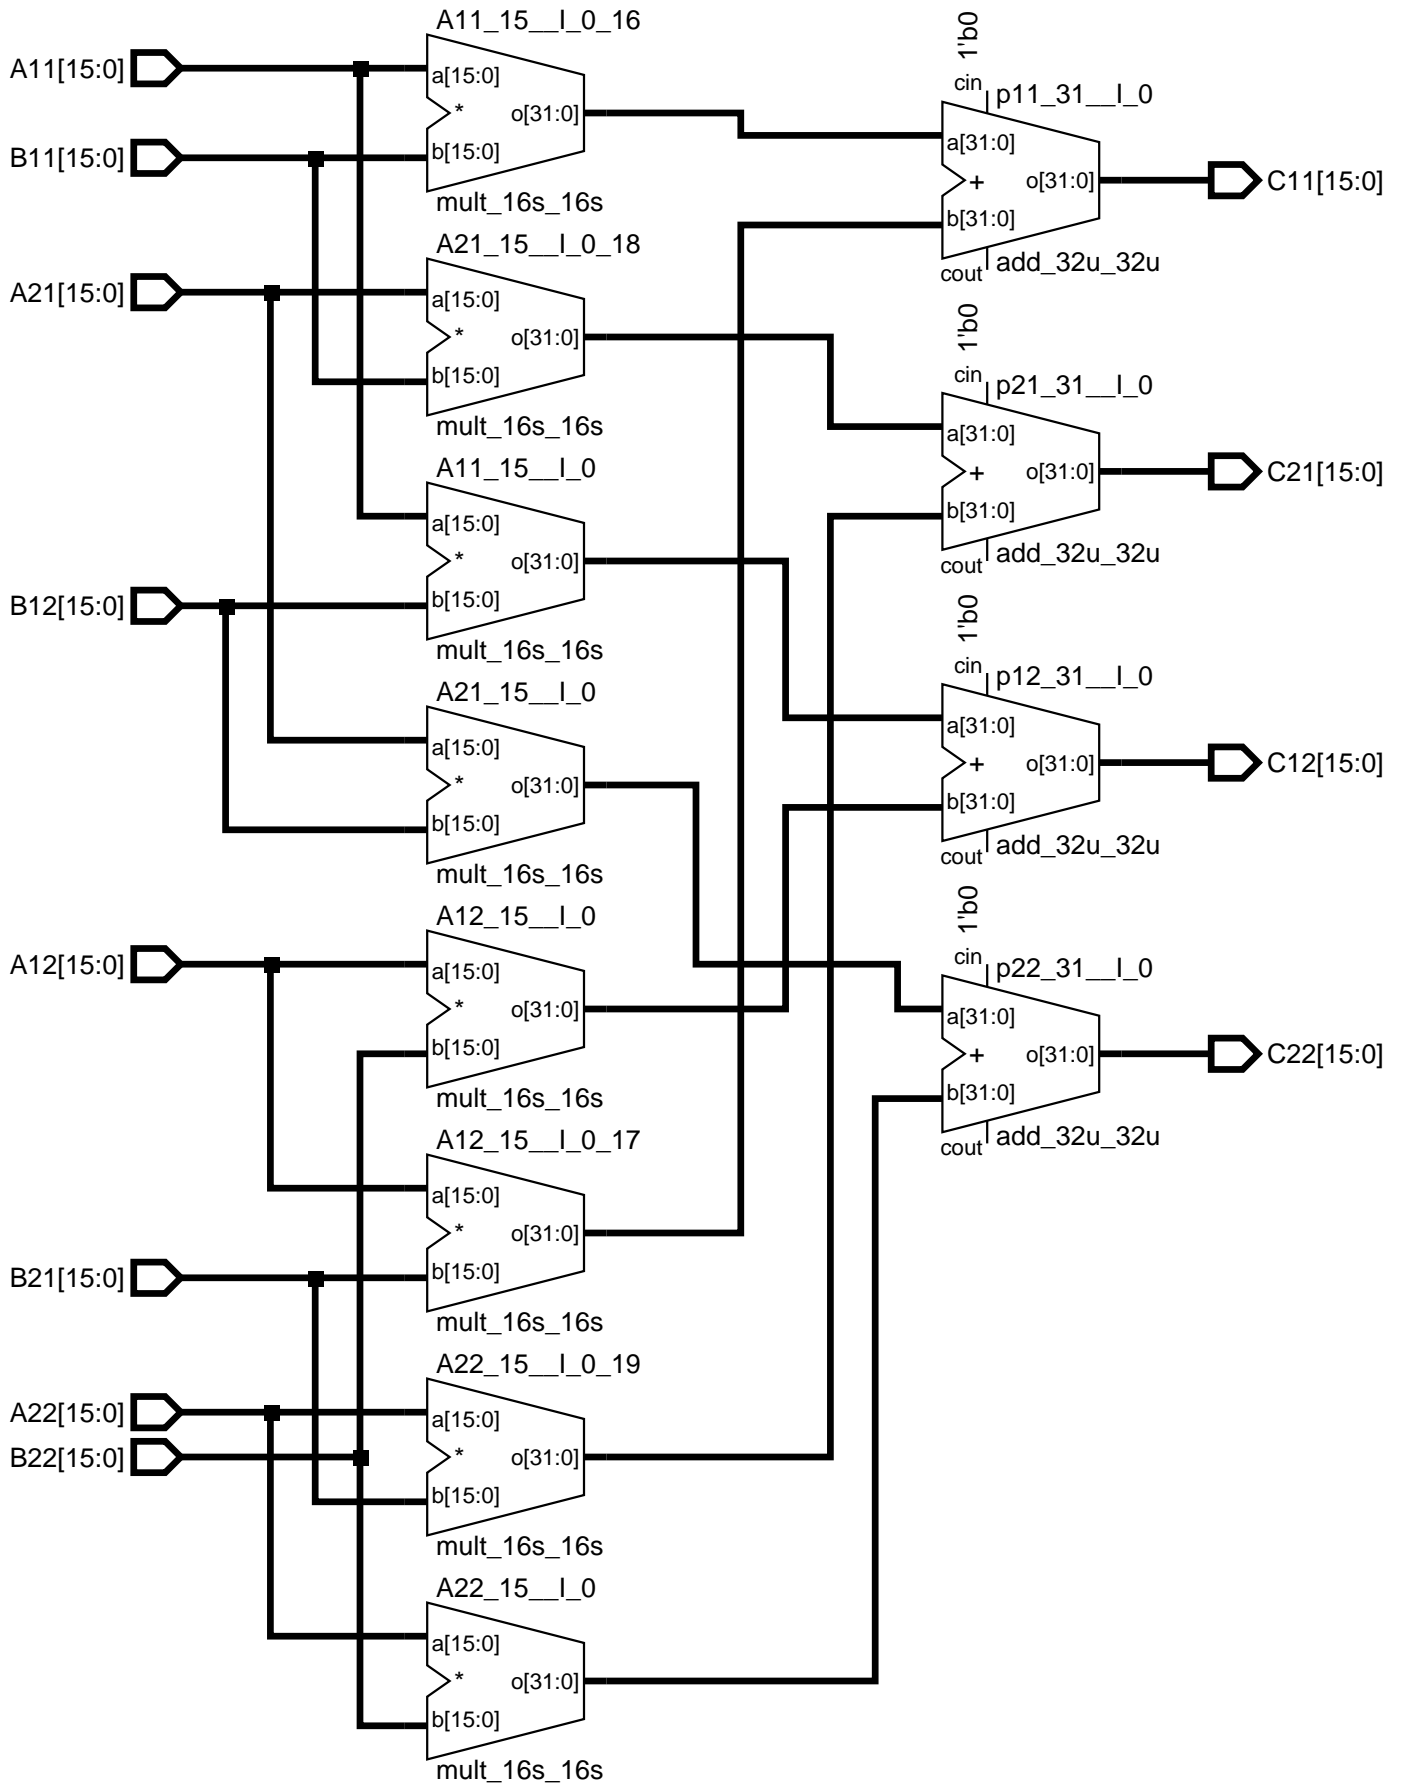 A11[15:0]
B11[15:0]
A21[15:0]
B12[15:0]
A12[15:0]
B21[15:0]
A22[15:0]
B22[15:0]
A11_15__I_0_16
a[15:0]
*
o[31:0]
b[15:0]
mult_16s_16s
A21_15__I_0_18
a[15:0]
*
o[31:0]
b[15:0]
mult_16s_16s
A11_15__I_0
a[15:0]
*
o[31:0]
b[15:0]
mult_16s_16s
A21_15__I_0
a[15:0]
*
o[31:0]
b[15:0]
mult_16s_16s
A12_15__I_0
a[15:0]
*
o[31:0]
b[15:0]
mult_16s_16s
A12_15__I_0_17
a[15:0]
*
o[31:0]
b[15:0]
mult_16s_16s
A22_15__I_0_19
a[15:0]
*
o[31:0]
b[15:0]
mult_16s_16s
A22_15__I_0
a[15:0]
*
o[31:0]
b[15:0]
mult_16s_16s
1'b0
cin
p11_31__I_0
a[31:0]
+
o[31:0]
b[31:0]
cout
add_32u_32u
1'b0
cin
p21_31__I_0
a[31:0]
+
o[31:0]
b[31:0]
cout
add_32u_32u
1'b0
cin
p12_31__I_0
a[31:0]
+
o[31:0]
b[31:0]
cout
add_32u_32u
1'b0
cin
p22_31__I_0
a[31:0]
+
o[31:0]
b[31:0]
cout
add_32u_32u
C11[15:0]
C21[15:0]
C12[15:0]
C22[15:0]